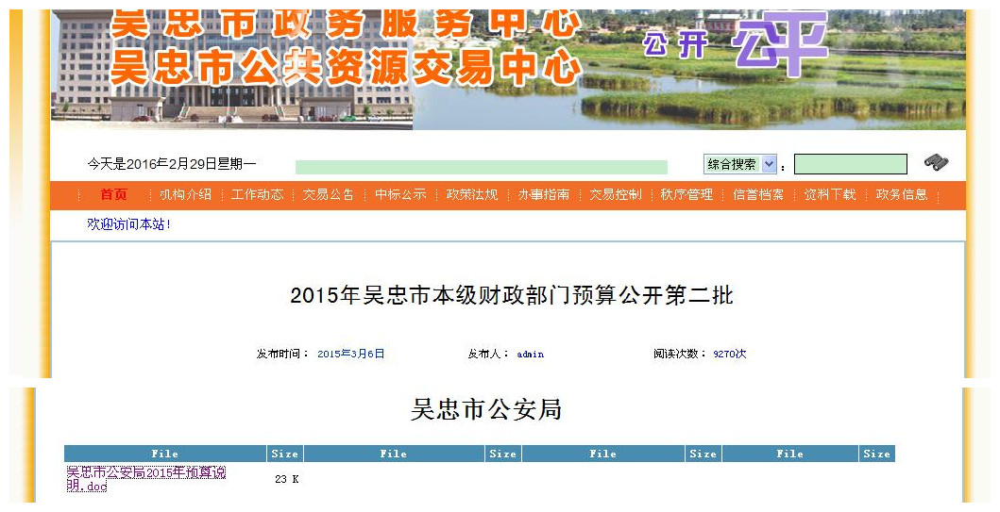 吴忠市政务服务中心
吴忠市公共资源交易中心
公开 公平
今天是2016年2月29日星期一
综合搜索 :
首页 机构介绍 工作动态 交易公告 中标公示 政策法规 办事指南 交易控制 秩序管理 信誉档案 资料下载 政务信息
欢迎访问本站!
2015年吴忠市本级财政部门预算公开第二批
发布时间: 2015年3月6日 发布人: admin 阅读次数: 9270次
吴忠市公安局
File Size File Size File Size File Size
吴忠市公安局2015年预算说
明.doc 23 K